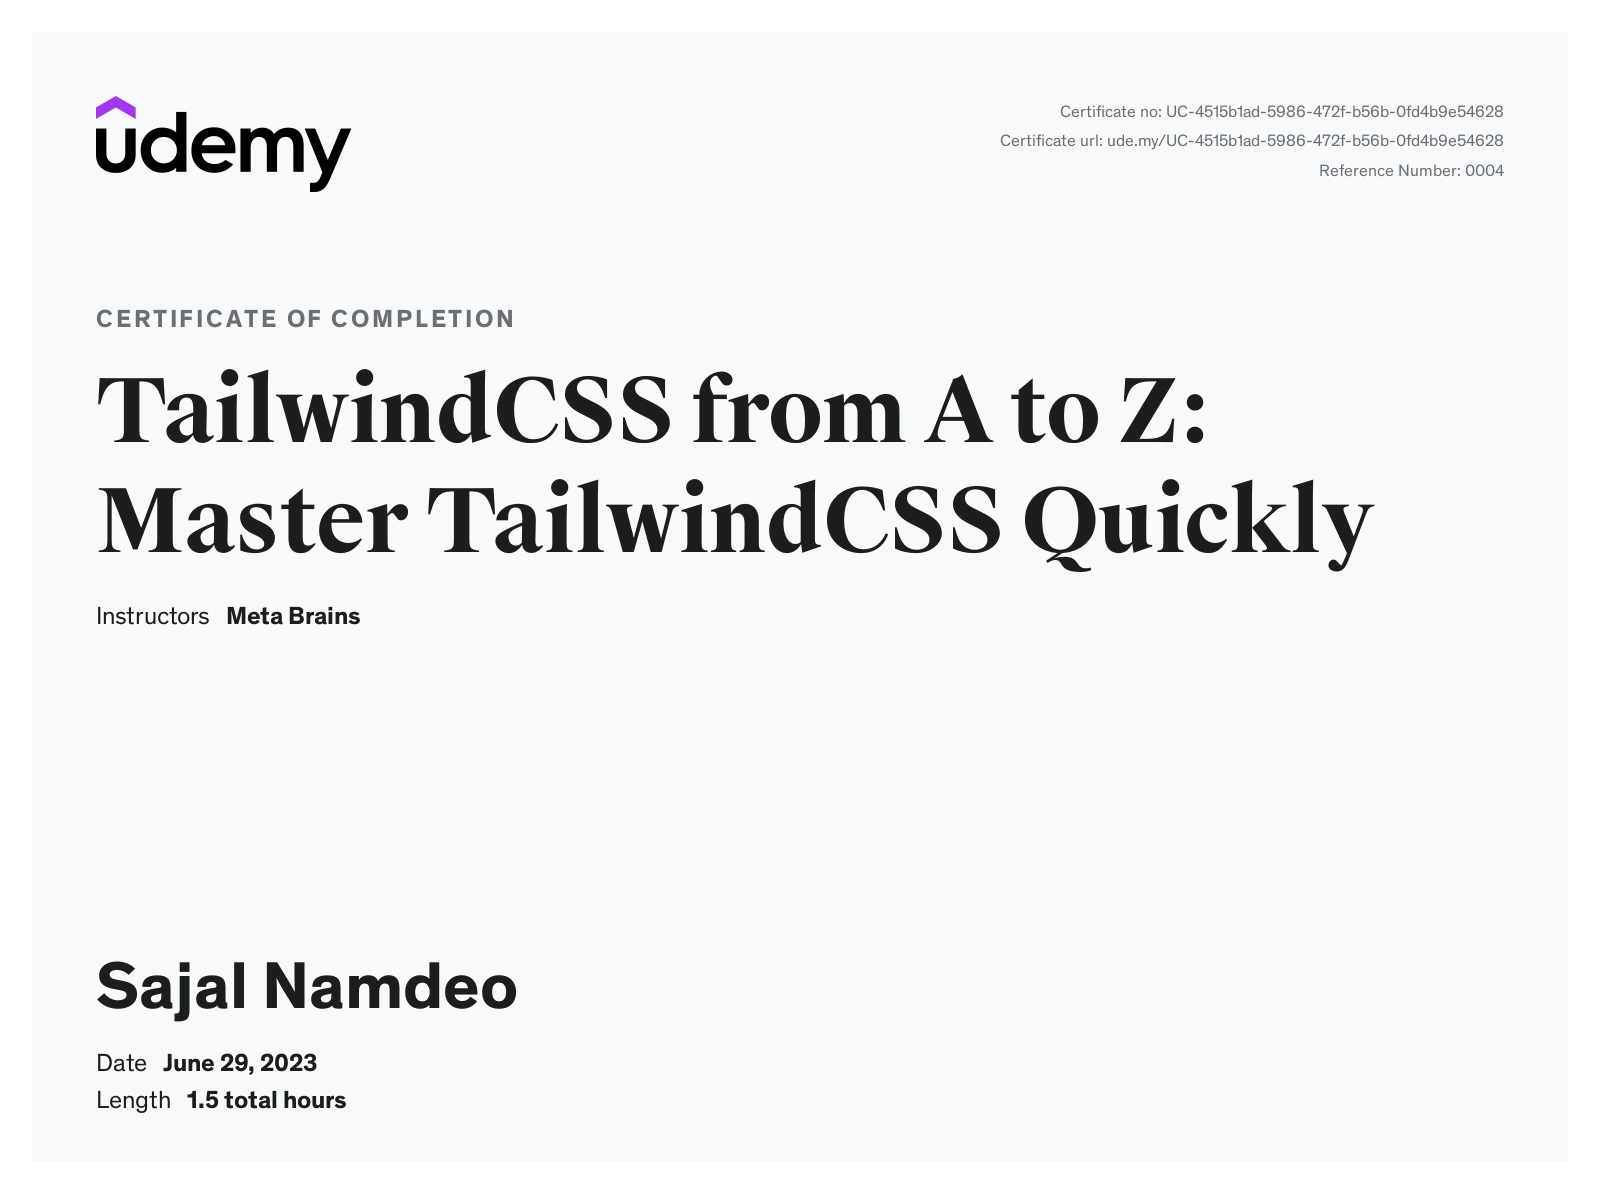 udemy
Certificate no: UC-4515b1ad-5986-472f-b56b-0fd4b9e54628
Certificate url: ude.my/UC-4515b1ad-5986-472f-b56b-0fd4b9e54628
Reference Number: 0004
CERTIFICATE OF COMPLETION
TailwindCSS from A to Z:
Master TailwindCSS Quickly
Instructors Meta Brains
Sajal Namdeo
Date June 29, 2023
Length 1.5 total hours